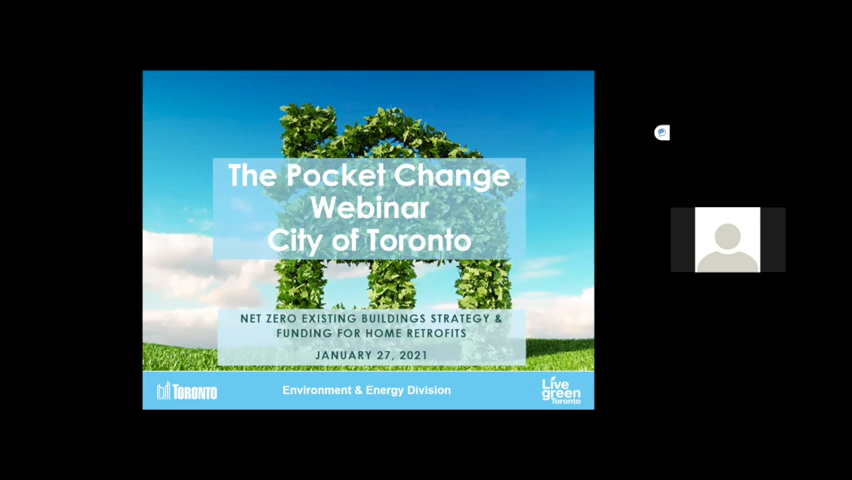 The Pocket Change
Webinar
City of Toronto
NET ZERO EXISTING BUILDINGS STRATEGY &
FUNDING FOR HOME RETROFITS
JANUARY 27, 2021
TORONTO
Environment & Energy Division
Live
green
Toronto